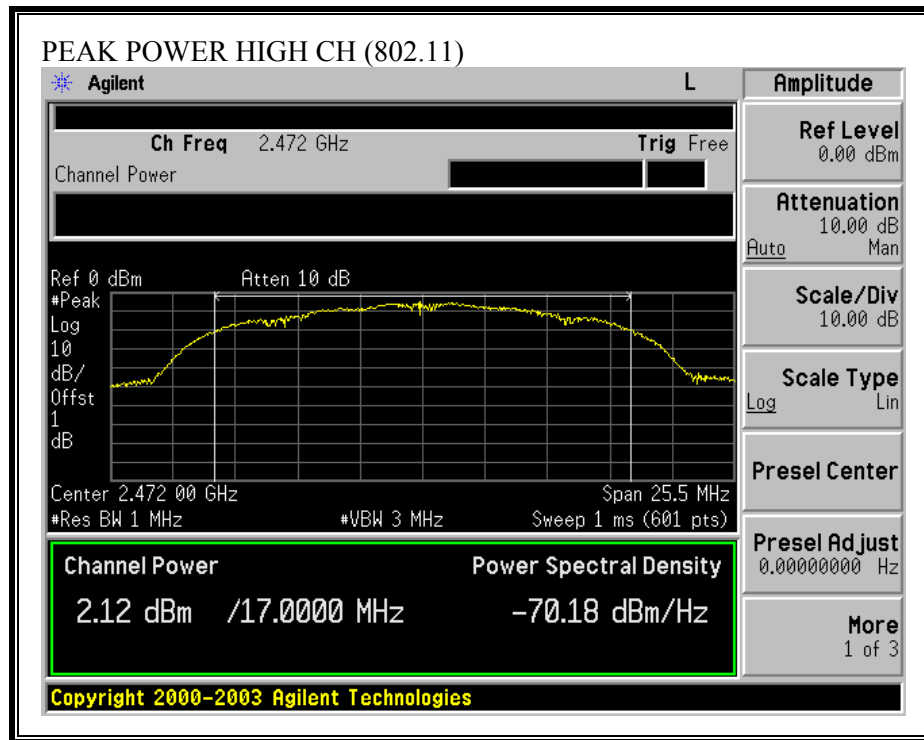 PEAK POWER HIGH CH (802.11)
Agilent L
Amplitude
Ch Freq 2.472 GHz Trig Free
Channel Power
Ref Level
0.00 dBm
Attenuation
10.00 dB
Auto Man
Scale/Div
10.00 dB
Scale Type
Log Lin
Presel Center
Presel Adjust
0.00000000 Hz
More
1 of 3
Ref 0 dBm Atten 10 dB
#Peak
Log
10
dB/
Offst
1
dB
Center 2.472 00 GHz Span 25.5 MHz
#Res BW 1 MHz #VBW 3 MHz Sweep 1 ms (601 pts)
Channel Power Power Spectral Density
2.12 dBm /17.0000 MHz -70.18 dBm/Hz
Copyright 2000-2003 Agilent Technologies